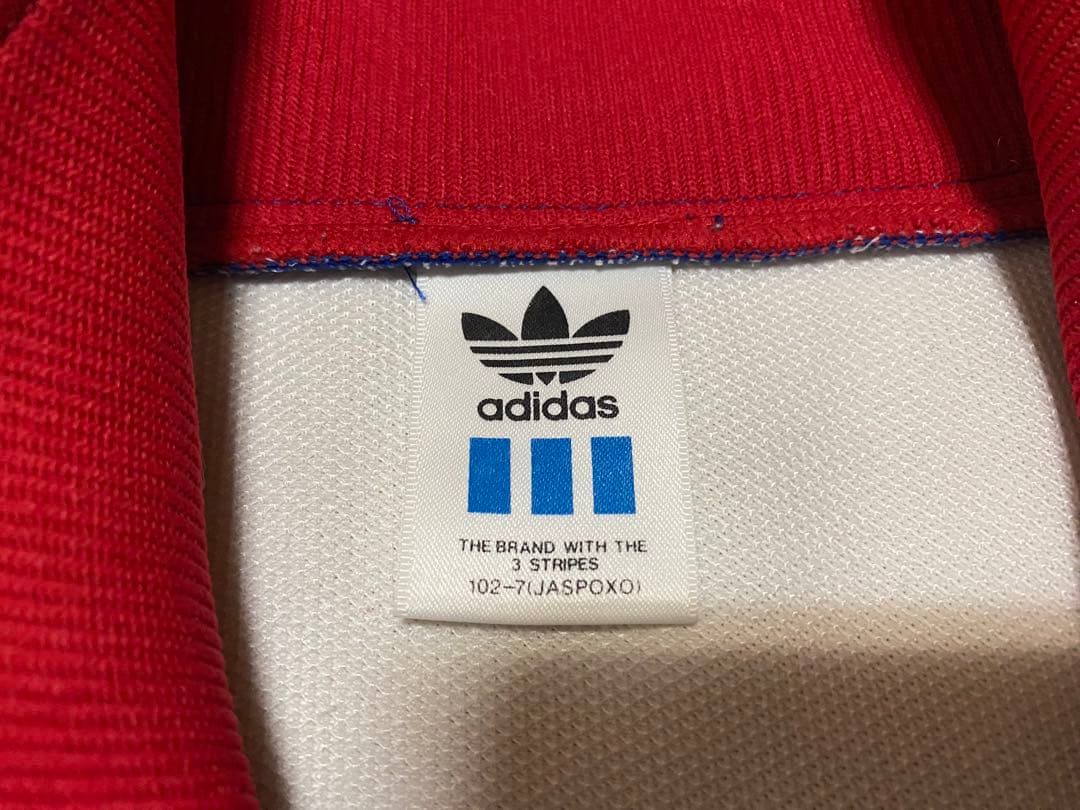 adidas
THE BRAND WITH THE
3 STRIPES
102-7(JASPOXO)